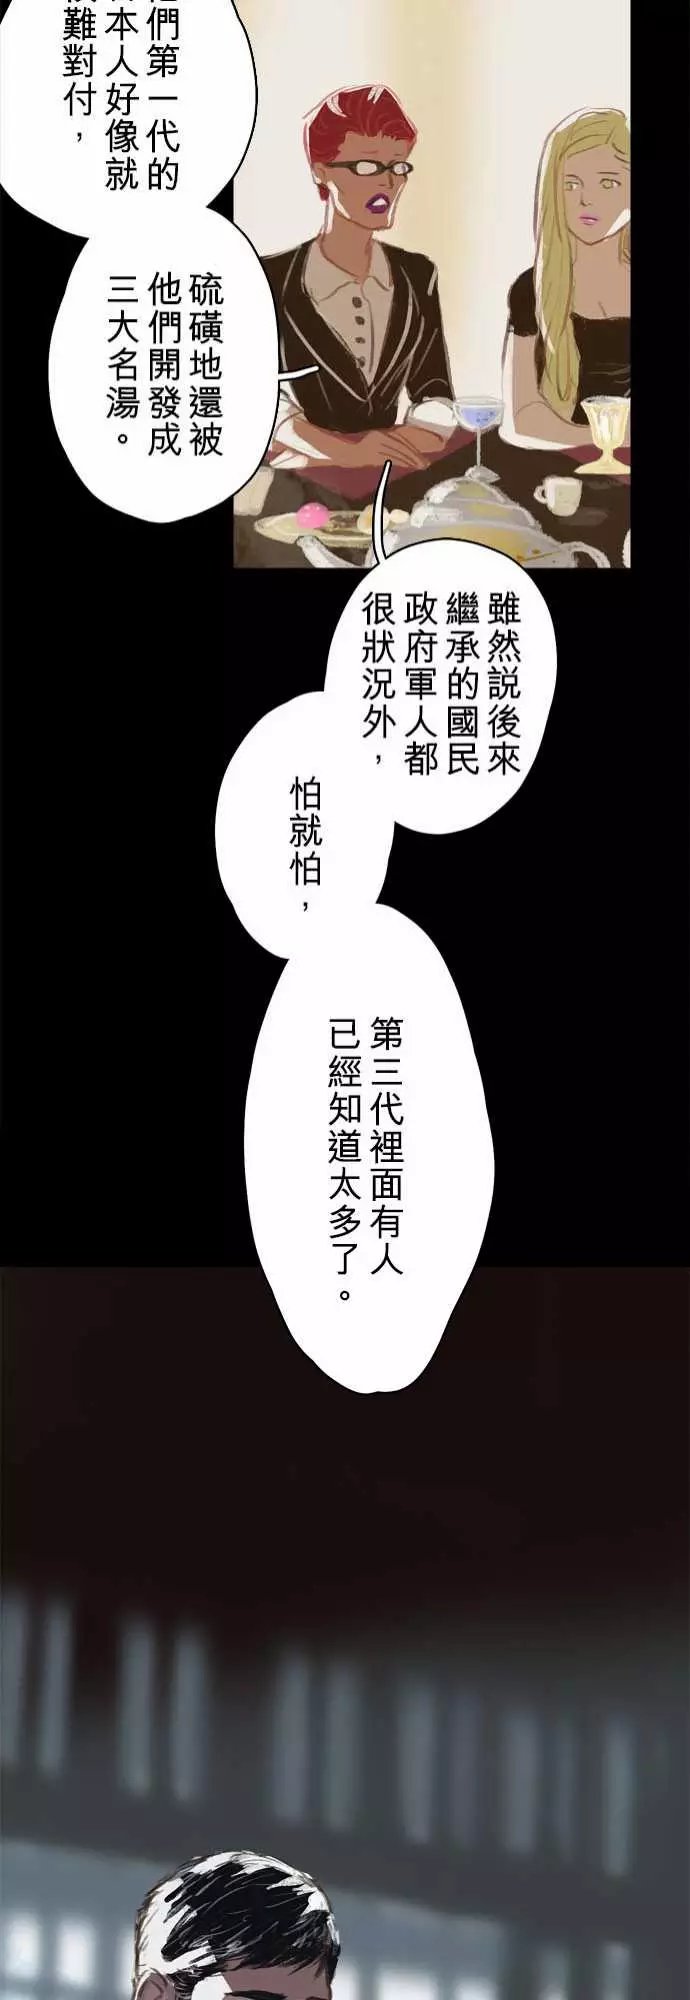 們第一代的
本人好像就
難對付，
硫磺地還被
他們開發成
三大名湯。
雖然說後來
繼承的國民
政府軍人都
很狀況外，
怕就怕，
第三代裡面有人
已經知道太多了。